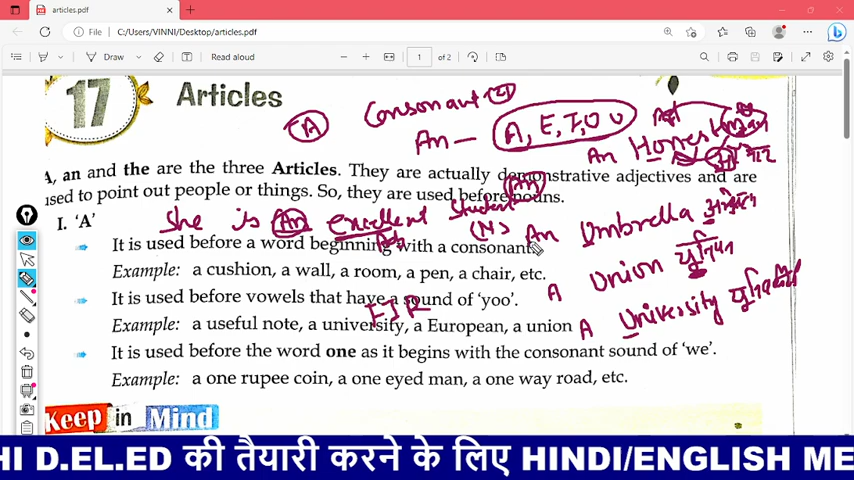 articles.pdf
File C:/Users/VINNI/Desktop/articles.pdf
Draw Read aloud 1 of 2
17 Articles
A Consonant
An - A, E, I, O U
An Honest
A, an and the are the three Articles. They are actually demonstrative adjectives and are
used to point out people or things. So, they are used before nouns.
An
She is An excellent Student
I. 'A'
An Umbrella
It is used before a word beginning with a consonant.
Example: a cushion, a wall, a room, a pen, a chair, etc.
A Union
It is used before vowels that have a sound of 'yoo'.
FIR
Example: a useful note, a university, a European, a union
A University
It is used before the word one as it begins with the consonant sound of 'we'.
Example: a one rupee coin, a one eyed man, a one way road, etc.
Keep in Mind
HI D.EL.ED की तैयारी करने के लिए HINDI/ENGLISH ME